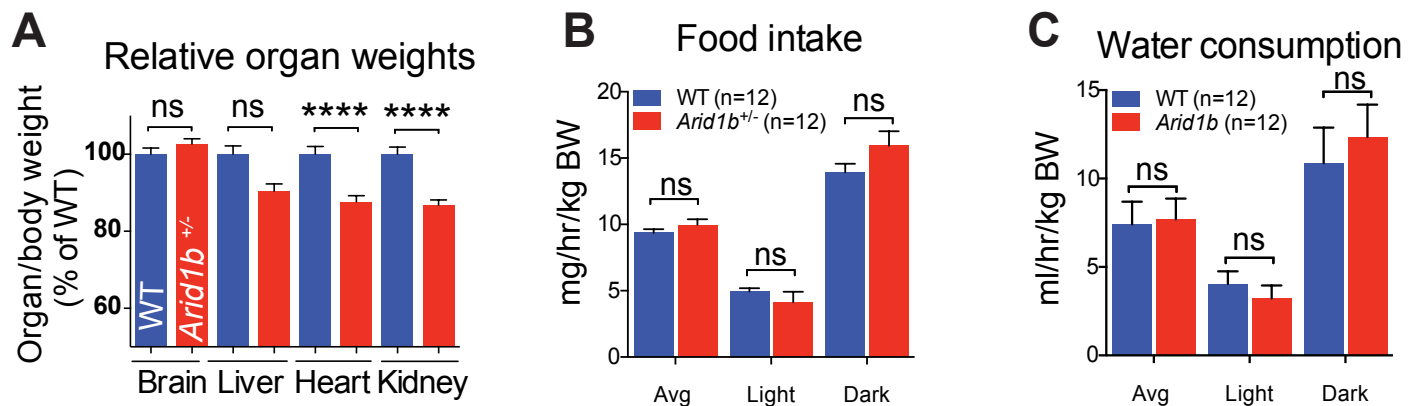 A
Relative organ weights
ns
ns
****
****
Organ/body weight
(% of WT)
100
80
60
WT
Arid1b +/-
Brain
Liver
Heart
Kidney
B
Food intake
WT (n=12)
Arid1b+/- (n=12)
mg/hr/kg BW
20
15
10
5
0
ns
ns
ns
Avg
Light
Dark
C
Water consumption
WT (n=12)
Arid1b (n=12)
ml/hr/kg BW
15
10
5
0
ns
ns
ns
Avg
Light
Dark